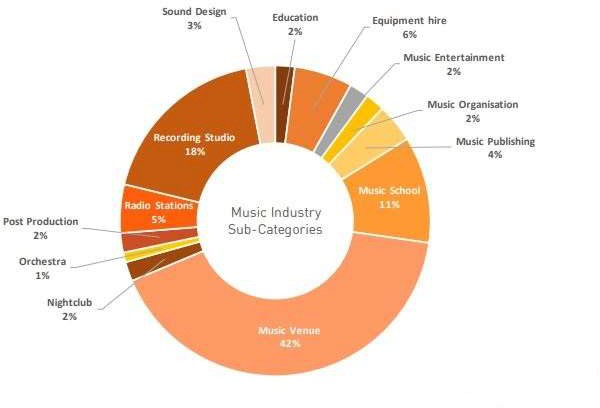 Sound Design
3%
Education
2%
Equipment hire
6%
Music Entertainment
2%
Music Organisation
2%
Music Publishing
4%
Music School
11%
Music Venue
42%
Nightclub
2%
Orchestra
1%
Post Production
2%
Radio Stations
5%
Recording Studio
18%
Music Industry
Sub-Categories